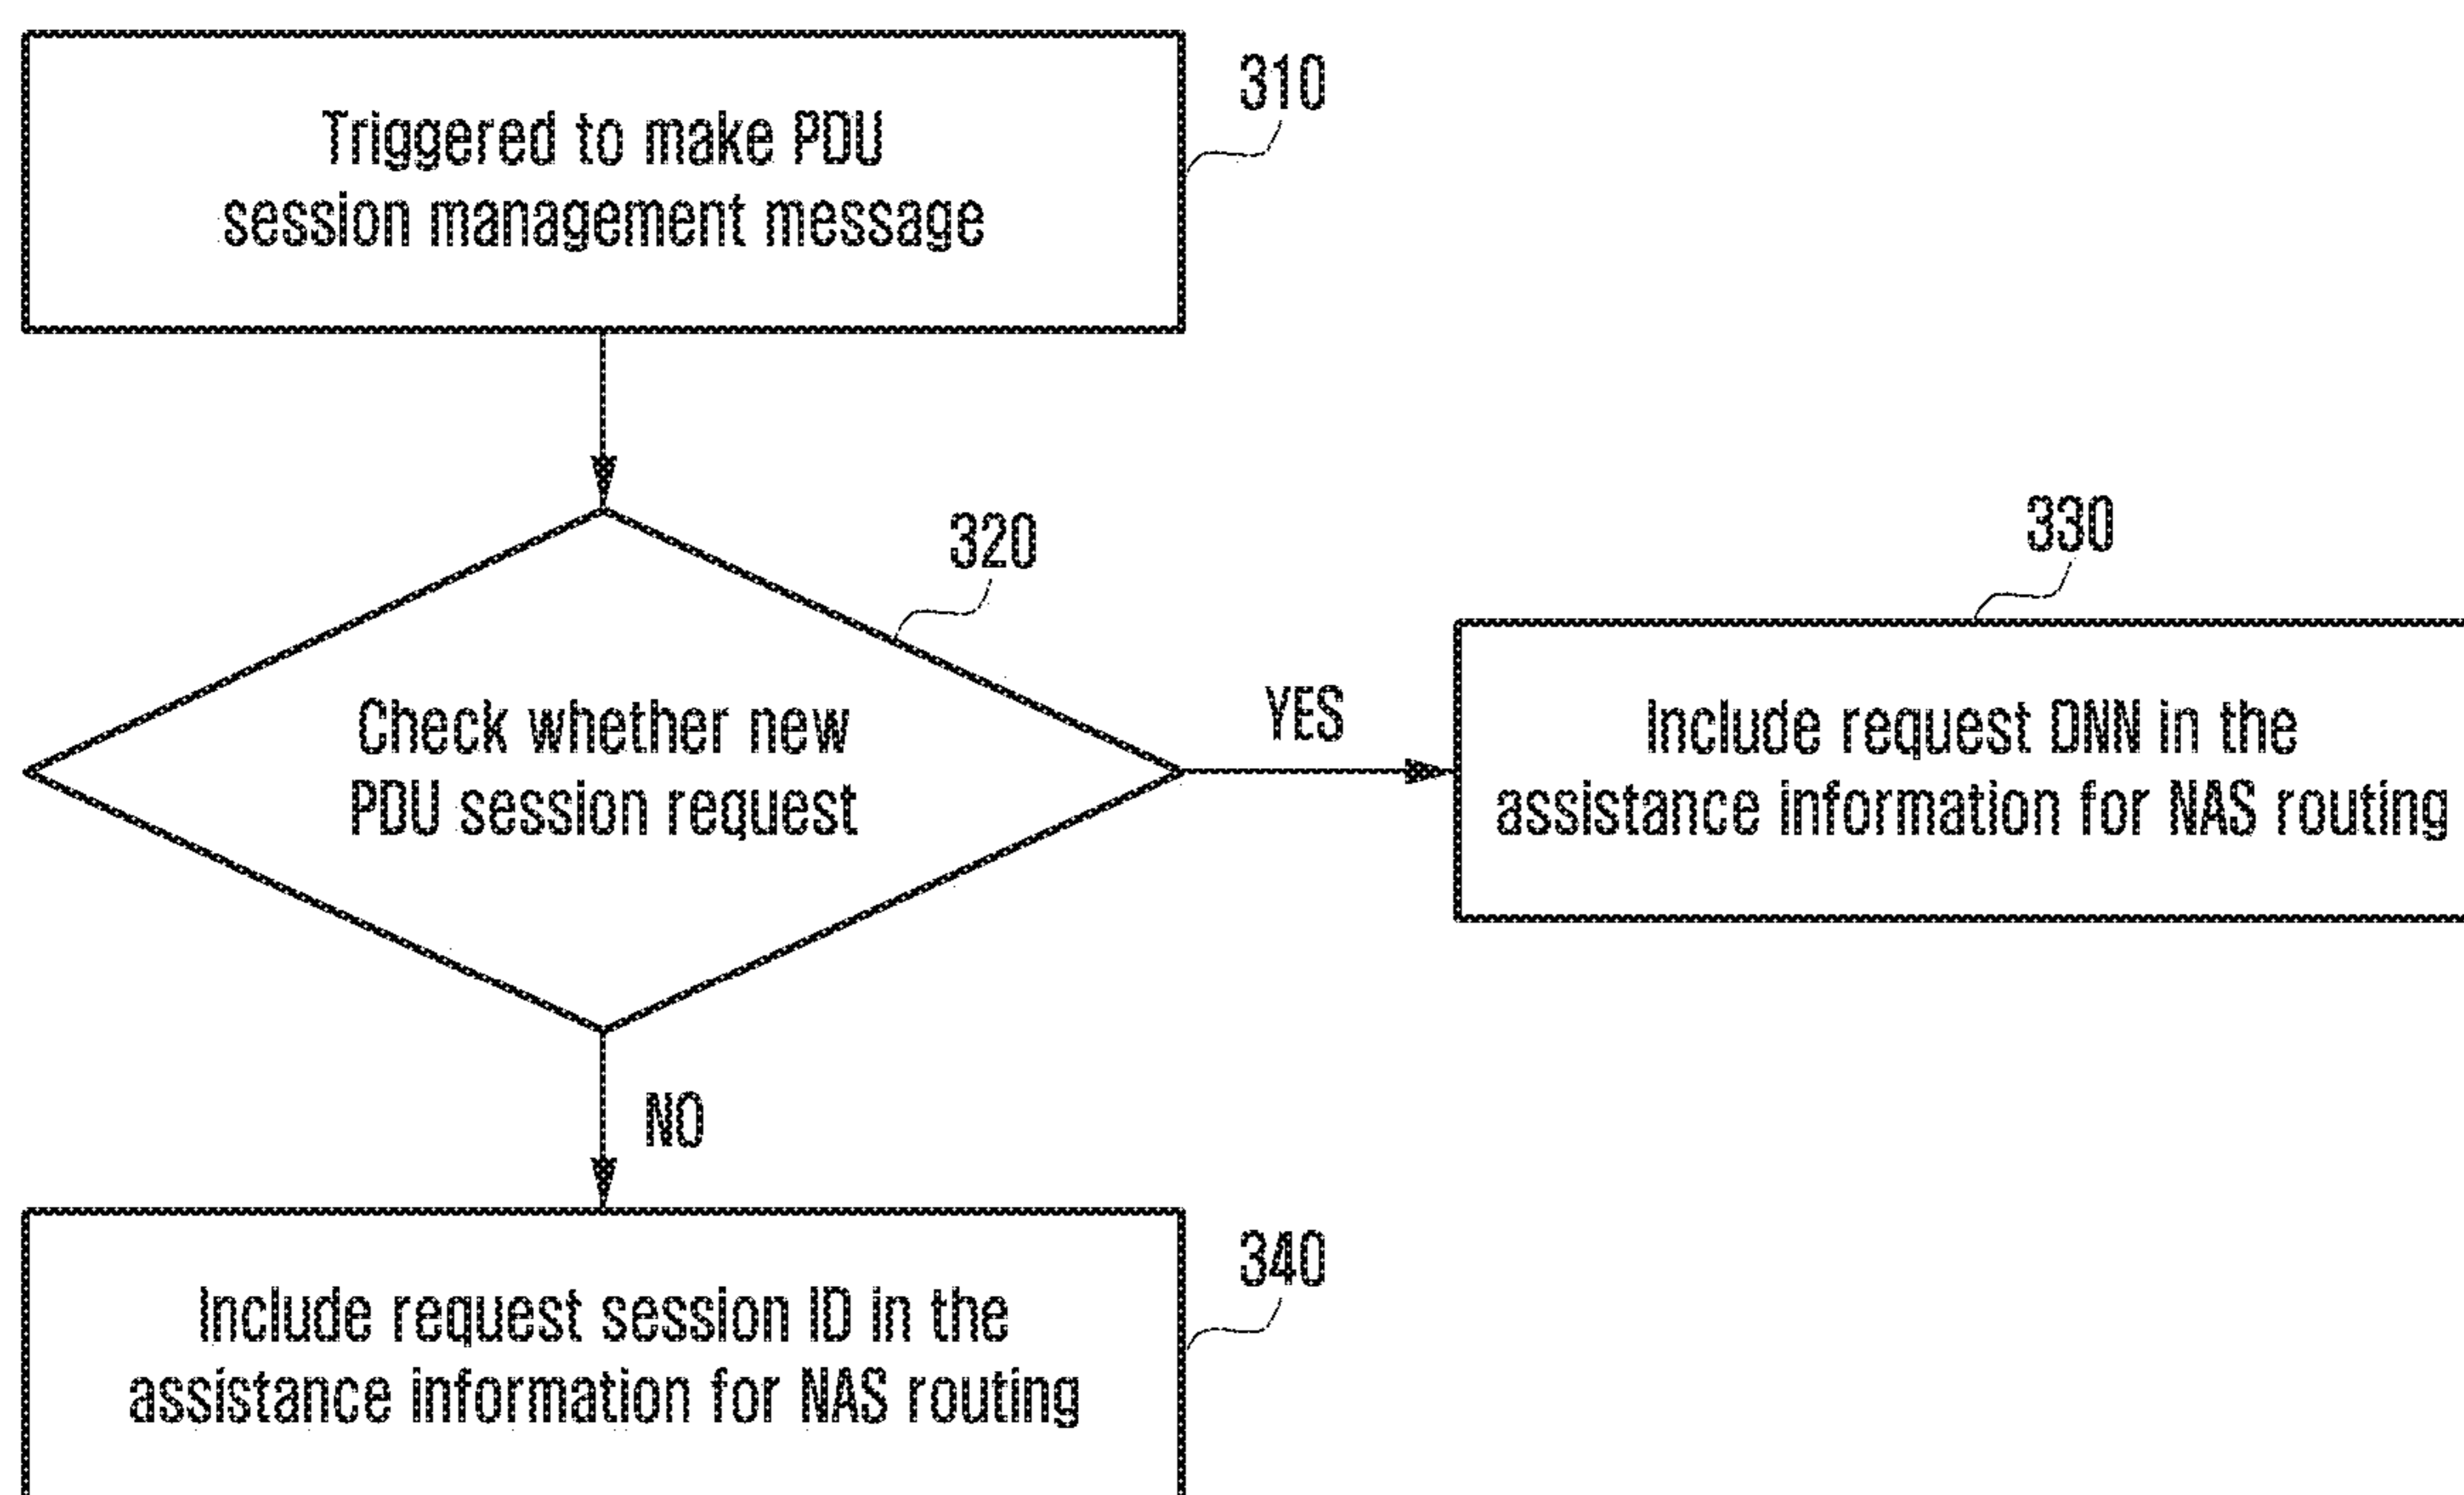 310
Triggered to make PDU
session management message
320
330
Check whether new
PDU session request
YES
Include request DNN in the
assistance information for NAS routing
NO
340
Include request session ID in the
assistance information for NAS routing